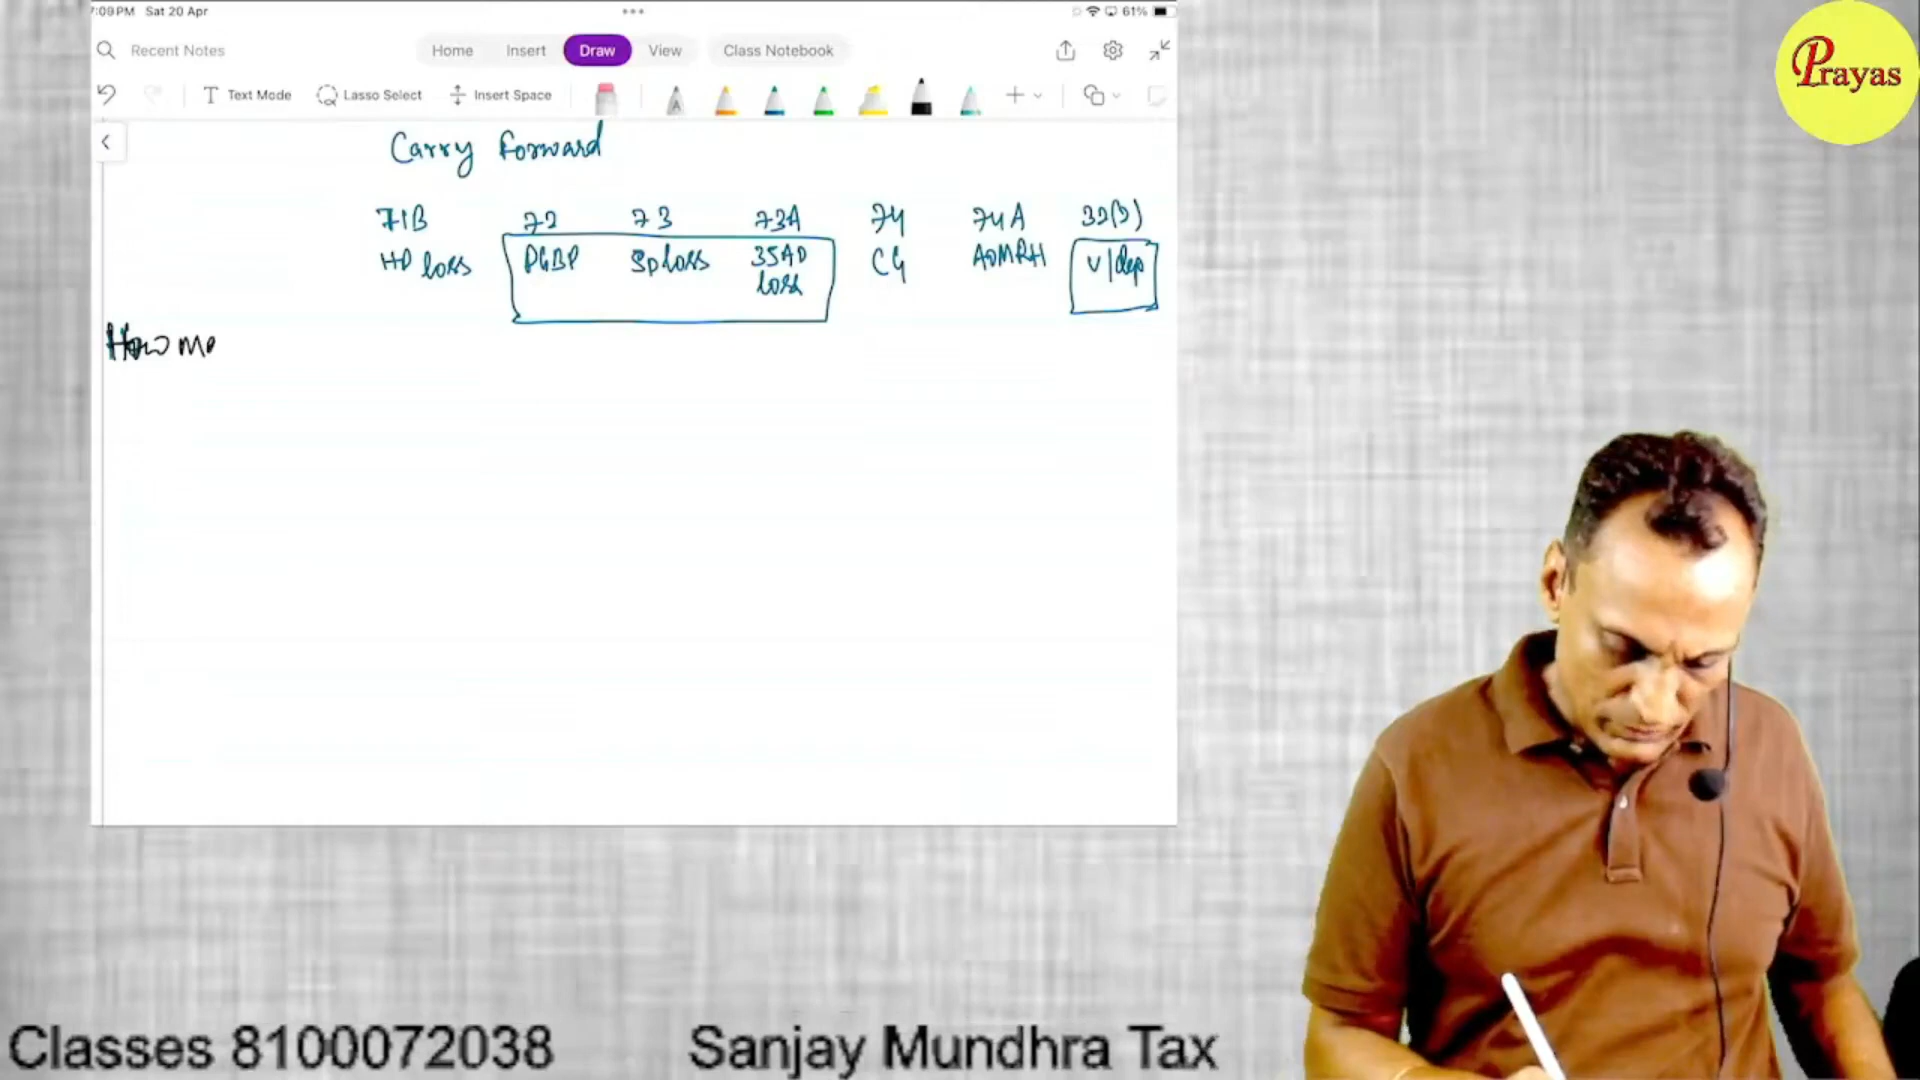 7:09 PM Sat 20 Apr
61%
Recent Notes
Home Insert Draw View Class Notebook
Text Mode Lasso Select Insert Space
Prayas
Carry Forward
71B 72 73 73A 74 74A 32(2)
HP loss PGBP SP loss 35AD CG AOMRH U/dep
loss
How
Classes 8100072038 Sanjay Mundhra Tax